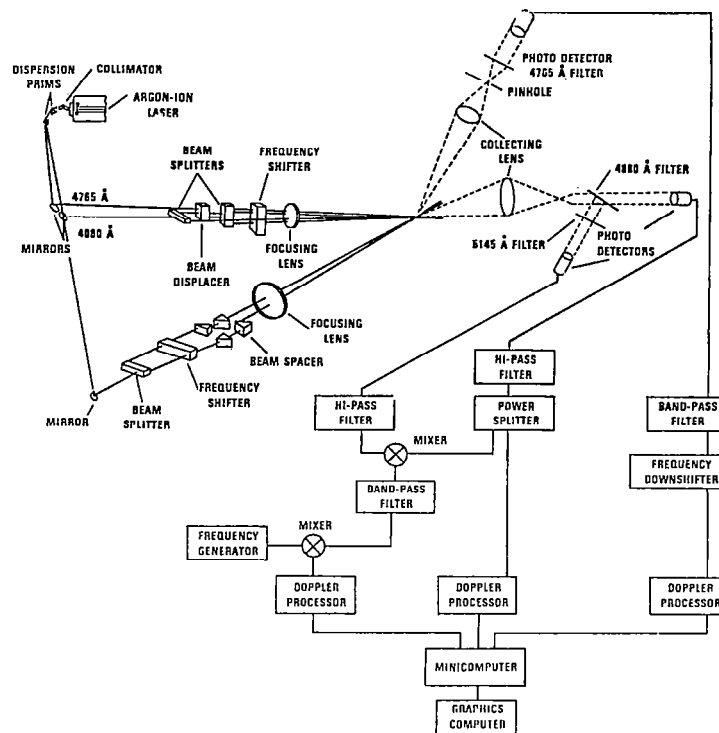 DISPERSION
PRIMS
COLLIMATOR
ARGON-ION
LASER
PHOTO DETECTOR
4765 Å FILTER
PINHOLE
COLLECTING
LENS
BEAM
SPLITTERS
FREQUENCY
SHIFTER
4880 Å FILTER
4765 Å
4880 Å
MIRRORS
BEAM
DISPLACER
FOCUSING
LENS
5145 Å FILTER
PHOTO
DETECTORS
FOCUSING
LENS
BEAM SPACER
FREQUENCY
SHIFTER
BEAM
SPLITTER
MIRROR
HI-PASS
FILTER
HI-PASS
FILTER
POWER
SPLITTER
BAND-PASS
FILTER
MIXER
FREQUENCY
DOWNSHIFTER
BAND-PASS
FILTER
MIXER
FREQUENCY
GENERATOR
DOPPLER
PROCESSOR
DOPPLER
PROCESSOR
DOPPLER
PROCESSOR
MINICOMPUTER
GRAPHICS
COMPUTER